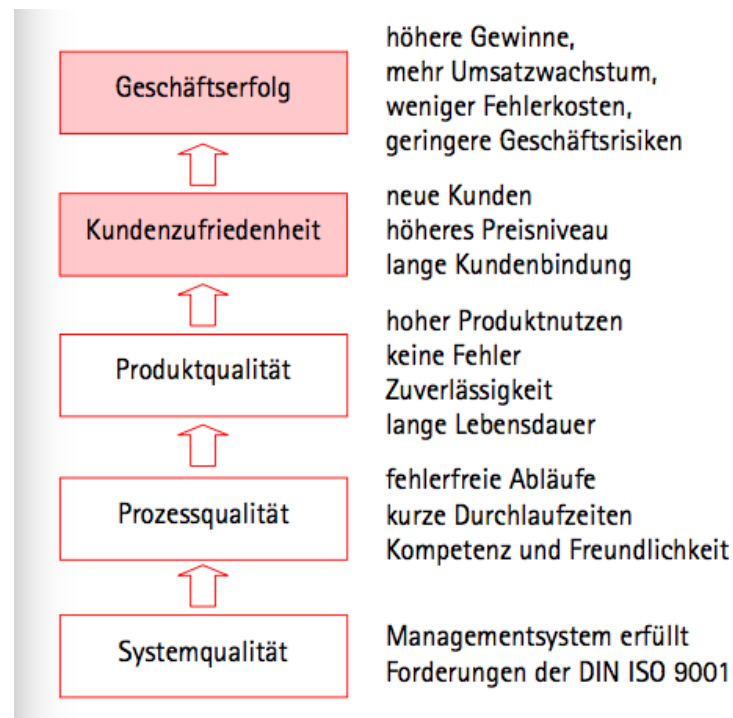 Geschäftserfolg
höhere Gewinne,
mehr Umsatzwachstum,
weniger Fehlerkosten,
geringere Geschäftsrisiken
Kundenzufriedenheit
neue Kunden
höheres Preisniveau
lange Kundenbindung
Produktqualität
hoher Produktnutzen
keine Fehler
Zuverlässigkeit
lange Lebensdauer
Prozessqualität
fehlerfreie Abläufe
kurze Durchlaufzeiten
Kompetenz und Freundlichkeit
Systemqualität
Managementsystem erfüllt
Forderungen der DIN ISO 9001